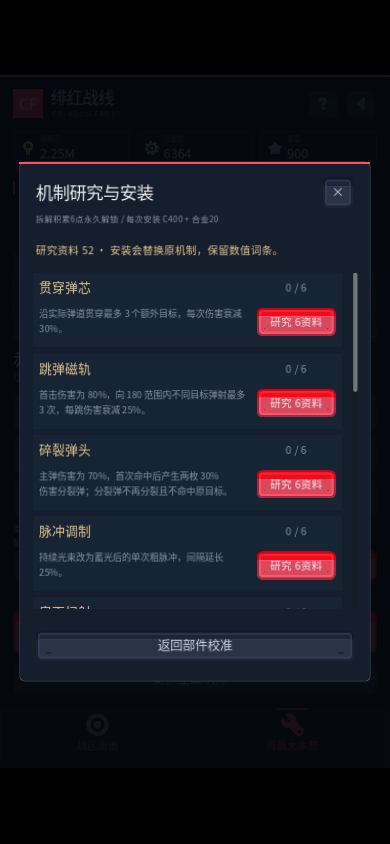 CF
绯红战线
?
2.25M
6364
900
机制研究与安装
×
拆解积累6点永久解锁 / 每次安装 C400 + 合金20
研究资料 52 · 安装会替换原机制，保留数值词条。
贯穿弹芯
0 / 6
沿实际弹道贯穿最多 3 个额外目标，每次伤害衰减
30%。
研究 6资料
跳弹磁轨
0 / 6
首击伤害为 80%，向 180 范围内不同目标弹射最多
3 次，每跳伤害衰减 25%。
研究 6资料
碎裂弹头
0 / 6
主弹伤害为 70%，首次命中后产生两枚 30%
伤害分裂弹；分裂弹不再分裂且不命中原目标。
研究 6资料
脉冲调制
0 / 6
持续光束改为蓄光后的单次粗脉冲，间隔延长
25%。
研究 6资料
返回部件校准